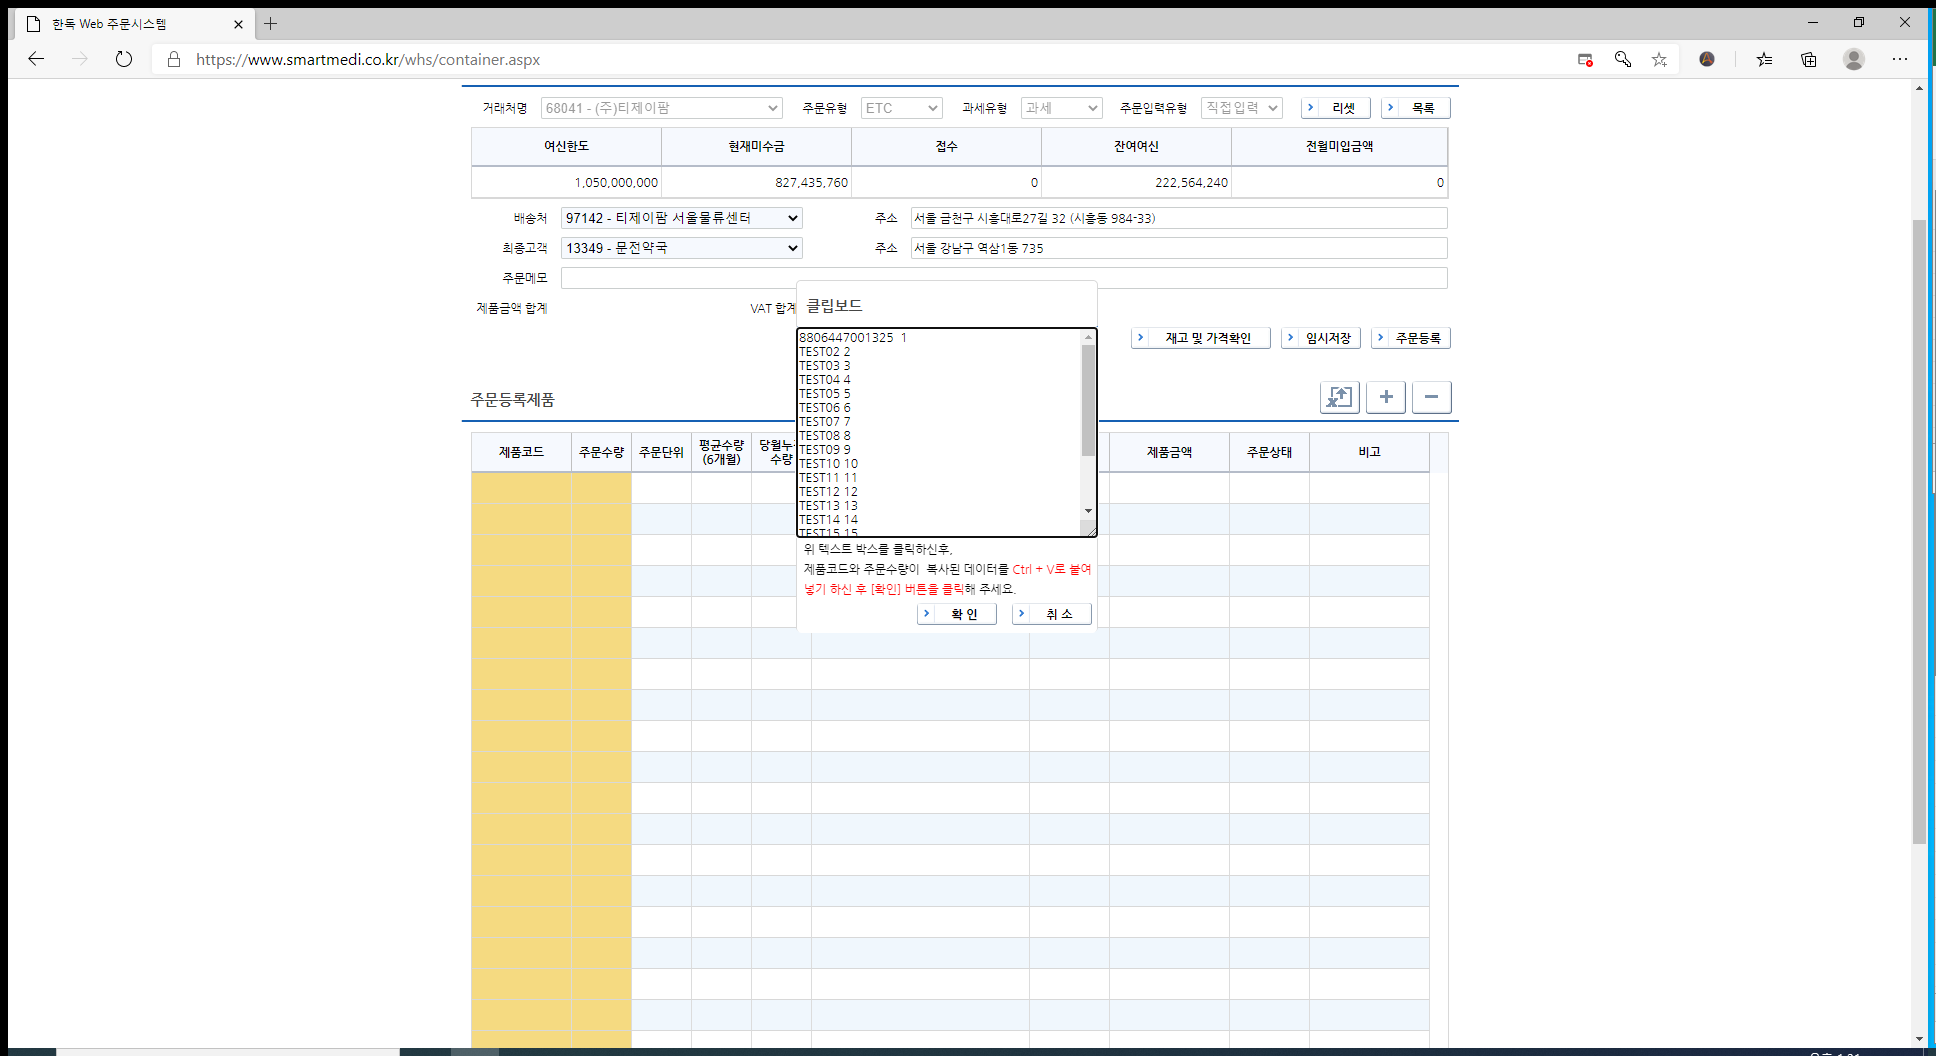 한독 Web 주문시스템
https://www.smartmedi.co.kr/whs/container.aspx
거래처명 68041 - (주)티제이팜 주문유형 ETC 과세유형 과세 주문입력유형 직접입력 리셋 목록
여신한도 현재미수금 접수 잔여여신 전월미입금액
1,050,000,000 827,435,760 0 222,564,240 0
배송처 97142 - 티제이팜 서울물류센터 주소 서울 금천구 시흥대로27길 32 (시흥동 984-33)
최종고객 13349 - 문전약국 주소 서울 강남구 역삼1동 735
주문메모
제품금액 합계 VAT 합계
재고 및 가격확인 임시저장 주문등록
클립보드
8806447001325 1
TEST02 2
TEST03 3
TEST04 4
TEST05 5
TEST06 6
TEST07 7
TEST08 8
TEST09 9
TEST10 10
TEST11 11
TEST12 12
TEST13 13
TEST14 14
TEST15 15
위 텍스트 박스를 클릭하신후,
제품코드와 주문수량이 복사된 데이터를 Ctrl + V로 붙여
넣기 하신 후 [확인] 버튼을 클릭해 주세요.
확 인 취 소
주문등록제품
제품코드 주문수량 주문단위 평균수량 당월누 제품금액 주문상태 비고
(6개월) 수량